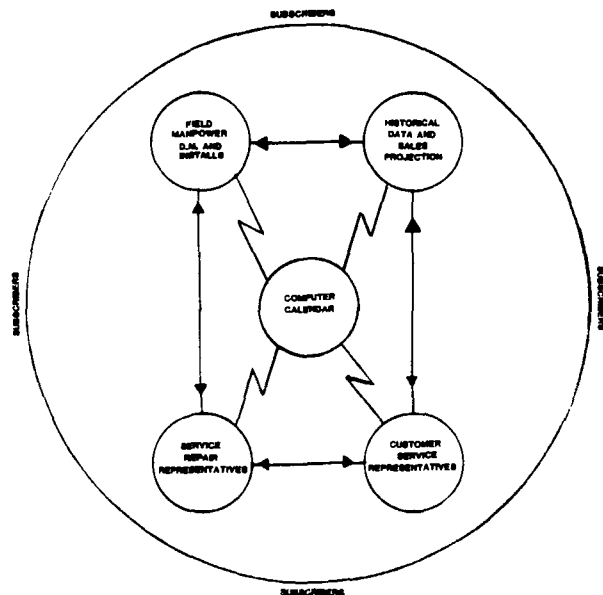 SUBSCRIBERS
FIELD
MANPOWER
D.M. AND
INSTALLS
HISTORICAL
DATA AND
SALES
PROJECTION
SUBSCRIBERS
COMPUTER
CALENDAR
SUBSCRIBERS
SERVICE
REPAIR
REPRESENTATIVES
CUSTOMER
SERVICE
REPRESENTATIVES
SUBSCRIBERS